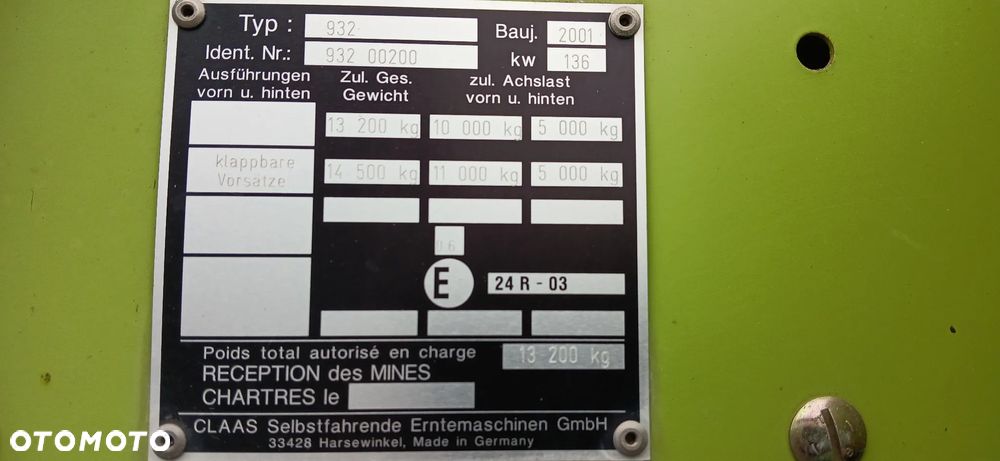 Typ : 932
Bauj. 2001
Ident. Nr.: 932 00200
kw 136
Ausführungen vorn u. hinten
Zul. Ges. Gewicht
zul. Achslast vorn u. hinten
13 200 kg 10 000 kg 5 000 kg
klappbare Vorsätze 14 500 kg 11 000 kg 5 000 kg
06
E 24 R - 03
Poids total autorisé en charge 13 200 kg
RECEPTION des MINES
CHARTRES le
CLAAS Selbstfahrende Erntemaschinen GmbH
33428 Harsewinkel, Made in Germany
OTOMOTO